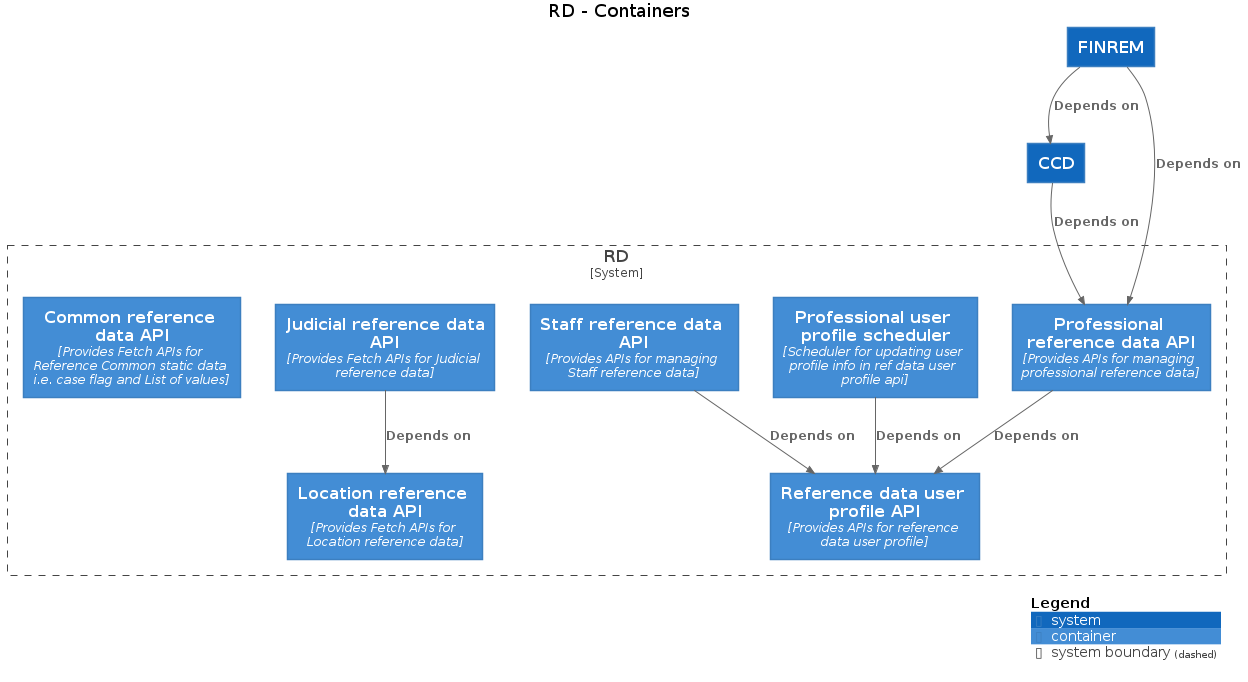 RD - Containers
FINREM
Depends on
CCD
Depends on
Depends on
RD
[System]
Common reference
data API
[Provides Fetch APIs for
Reference Common static data
i.e. case flag and List of values]
Judicial reference data
API
[Provides Fetch APIs for Judicial
reference data]
Staff reference data
API
[Provides APIs for managing
Staff reference data]
Professional user
profile scheduler
[Scheduler for updating user
profile info in ref data user
profile api]
Professional
reference data API
[Provides APIs for managing
professional reference data]
Depends on
Depends on
Depends on
Depends on
Location reference
data API
[Provides Fetch APIs for
Location reference data]
Reference data user
profile API
[Provides APIs for reference
data user profile]
Legend
system
container
system boundary (dashed)